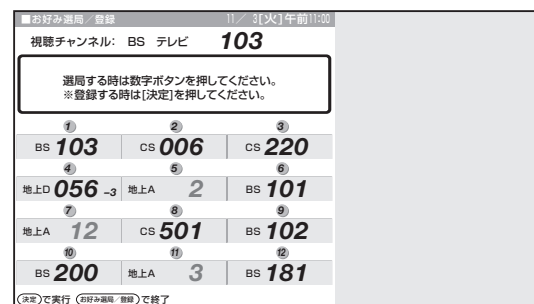 ■お好み選局／登録 11／ 3[火]午前11:00
視聴チャンネル： BS テレビ 103
選局する時は数字ボタンを押してください。
※登録する時は[決定]を押してください。
① ② ③
BS 103 CS 006 CS 220
④ ⑤ ⑥
地上D 056 -3 地上A 2 BS 101
⑦ ⑧ ⑨
地上A 12 CS 501 BS 102
⑩ ⑪ ⑫
BS 200 地上A 3 BS 181
(決定)で実行 (お好み選局／登録)で終了